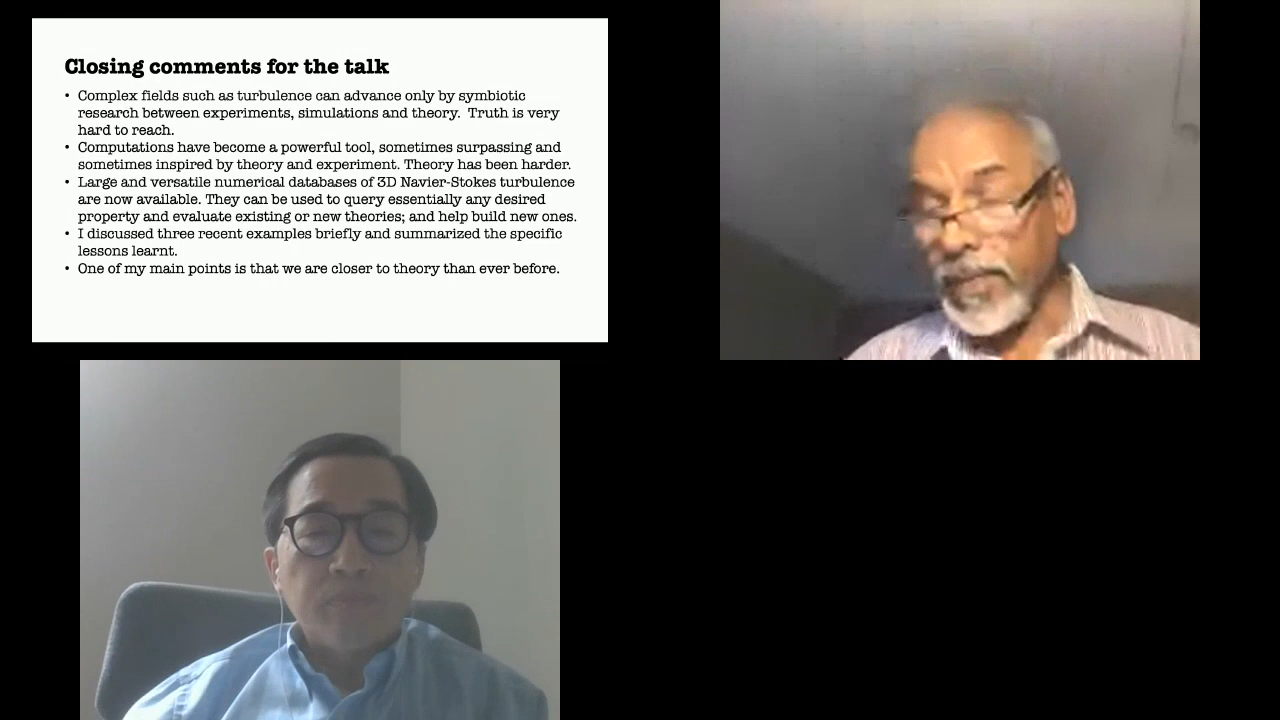 Closing comments for the talk
• Complex fields such as turbulence can advance only by symbiotic
research between experiments, simulations and theory. Truth is very
hard to reach.
• Computations have become a powerful tool, sometimes surpassing and
sometimes inspired by theory and experiment. Theory has been harder.
• Large and versatile numerical databases of 3D Navier-Stokes turbulence
are now available. They can be used to query essentially any desired
property and evaluate existing or new theories; and help build new ones.
• I discussed three recent examples briefly and summarized the specific
lessons learnt.
• One of my main points is that we are closer to theory than ever before.